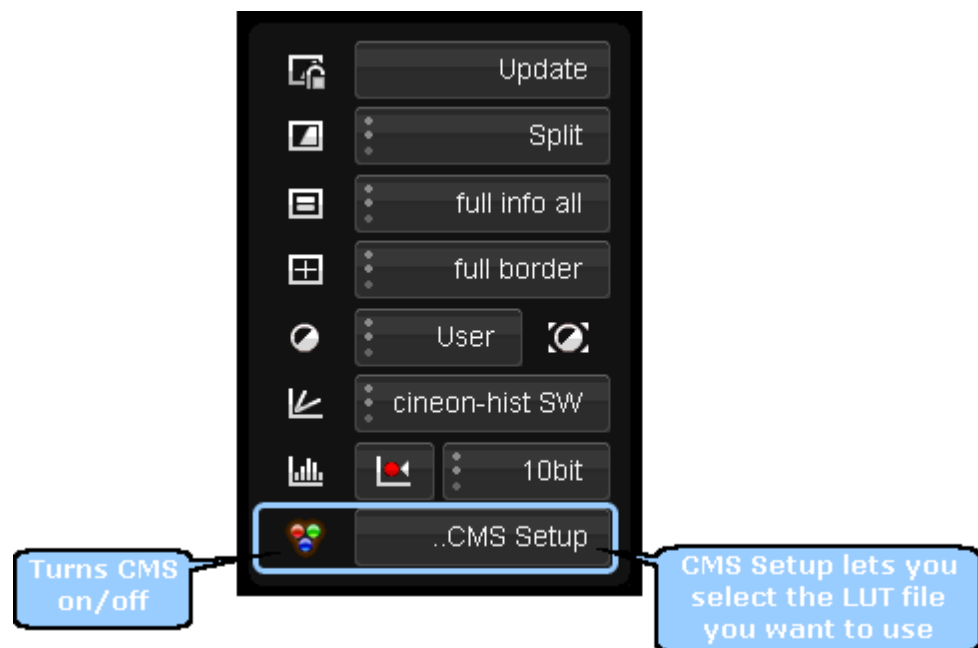 Update
Split
full info all
full border
User
cineon-hist SW
10bit
..CMS Setup
Turns CMS
on/off
CMS Setup lets you
select the LUT file
you want to use